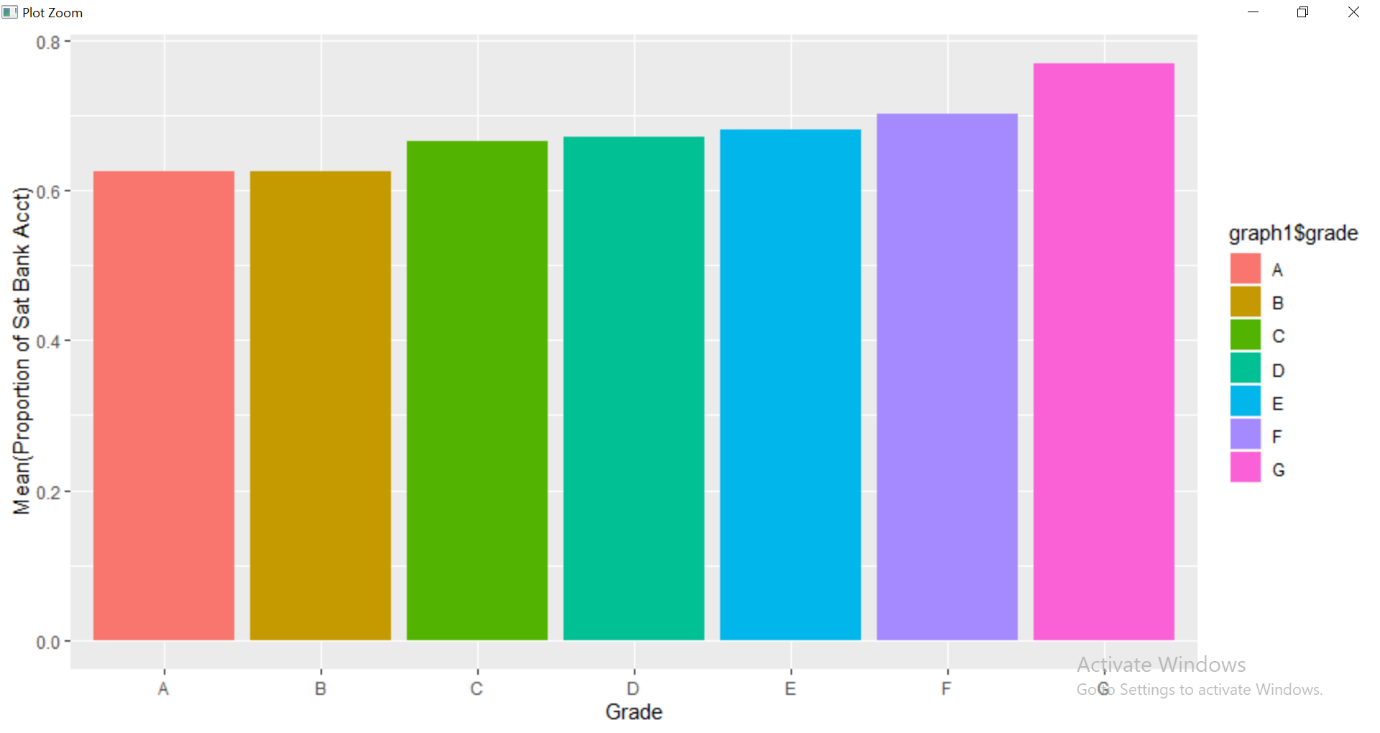 Plot Zoom
Mean(Proportion of Sat Bank Acct)
0.8
0.6
0.4
0.2
0.0
A B C D E F G
Grade
graph1$grade
A
B
C
D
E
F
G
Activate Windows
Go to Settings to activate Windows.